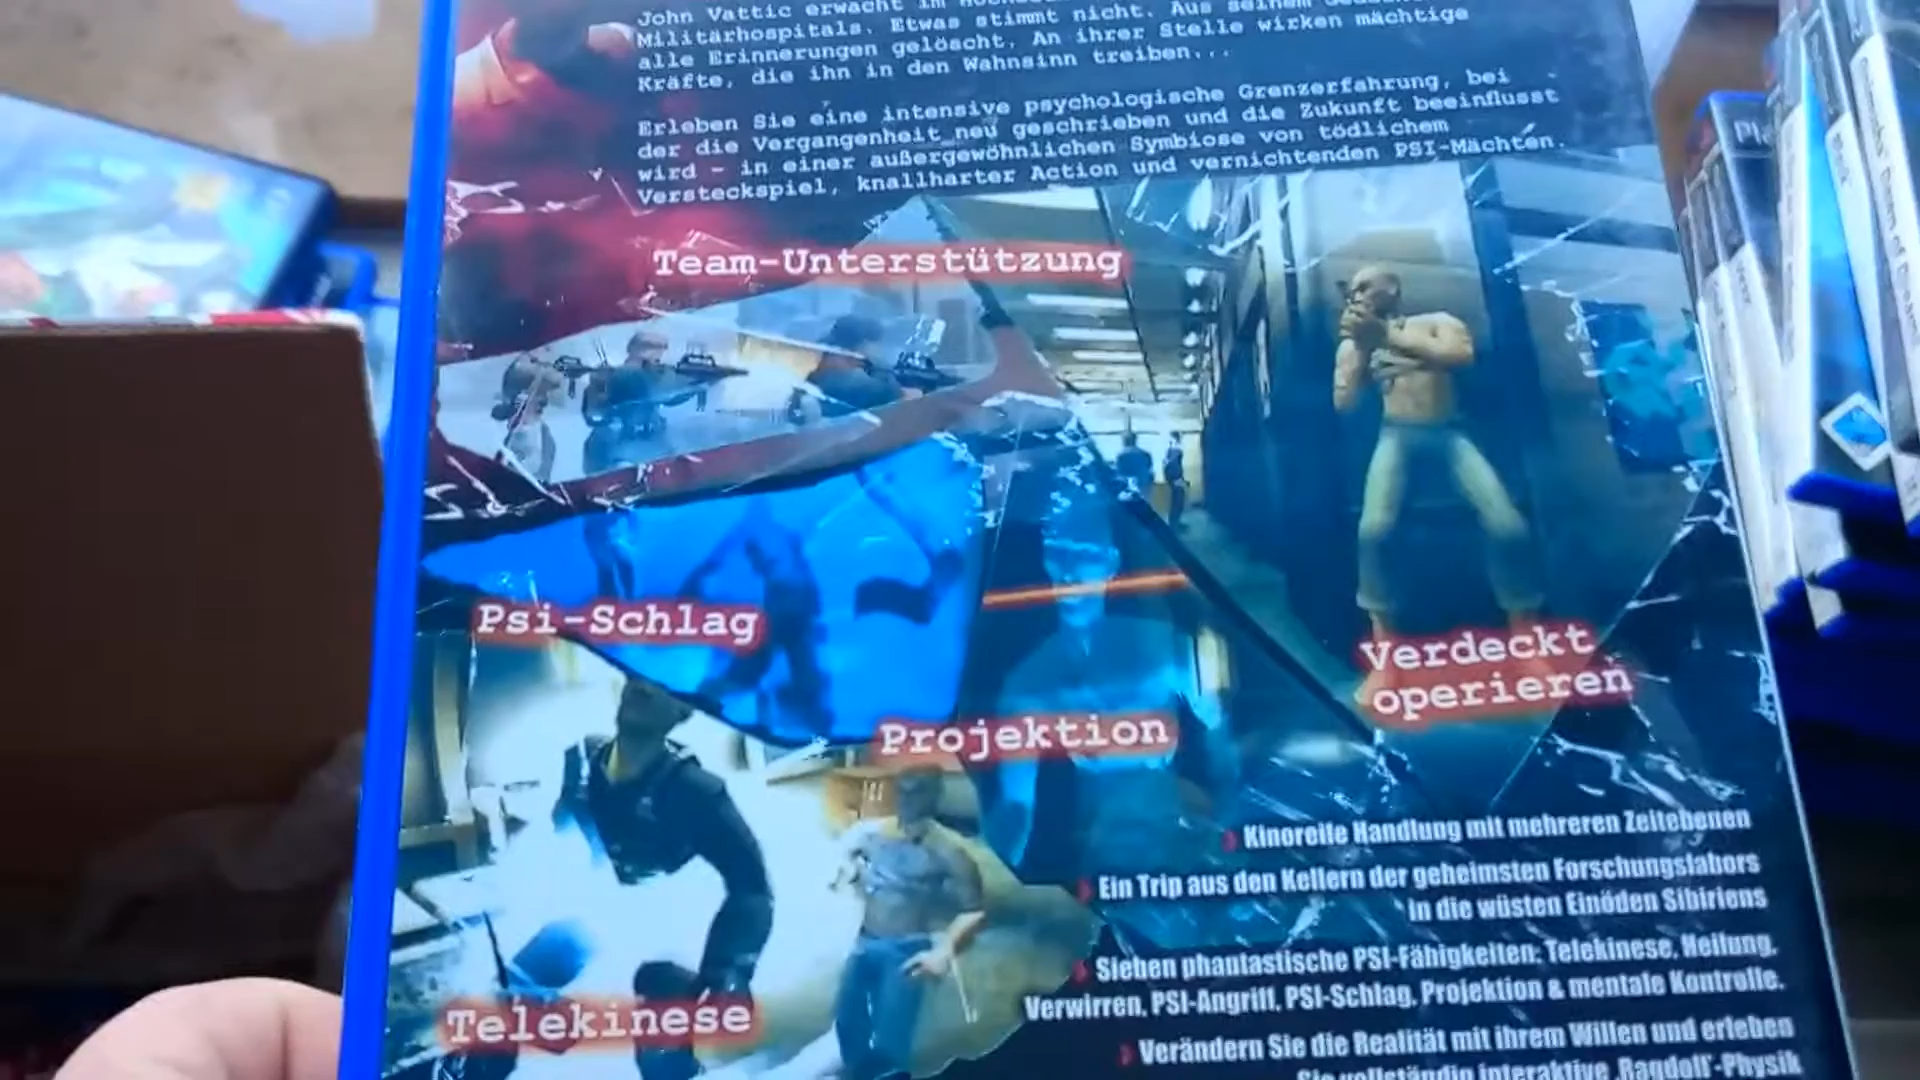 John Vattic erwacht im
Militärhospitals. Etwas stimmt nicht. Aus seinem
alle Erinnerungen gelöscht. An ihrer Stelle wirken mächtige
Kräfte, die ihn in den Wahnsinn treiben...
Erleben Sie eine intensive psychologische Grenzerfahrung, bei
der die Vergangenheit neu geschrieben und die Zukunft beeinflusst
wird - in einer außergewöhnlichen Symbiose von tödlichem
Versteckspiel, knallharter Action und vernichtenden PSI-Mächten.
Team-Unterstützung
Psi-Schlag
Verdeckt
operieren
Projektion
Telekinese
Kinoreife Handlung mit mehreren Zeitebenen
Ein Trip aus den Kellern der geheimsten Forschungslabors
in die wüsten Einöden Sibiriens
Sieben phantastische PSI-Fähigkeiten: Telekinese, Heilung,
Verwirren, PSI-Angriff, PSI-Schlag, Projektion & mentale Kontrolle.
Verändern Sie die Realität mit ihrem Willen und erleben
Sie vollständig interaktive 'Ragdoll'-Physik